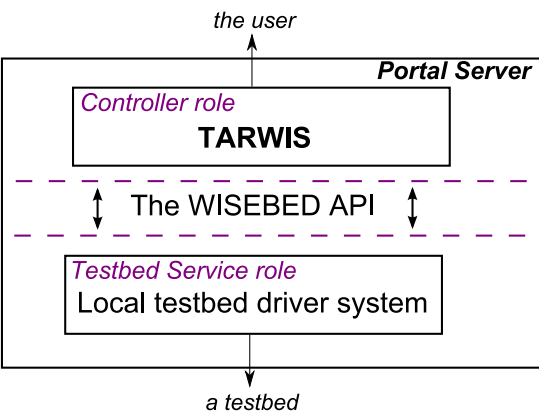 the user
Portal Server
Controller role
TARWIS
The WISEBED API
Testbed Service role
Local testbed driver system
a testbed